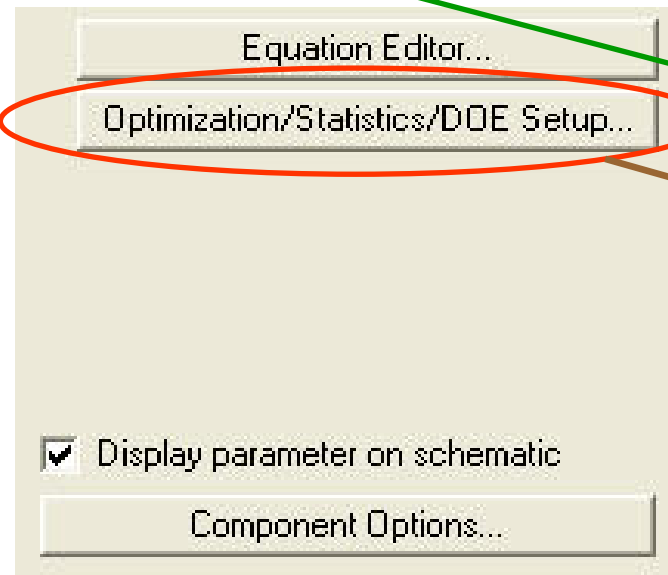 Equation Editor...
Optimization/Statistics/DOE Setup...
Display parameter on schematic
Component Options...